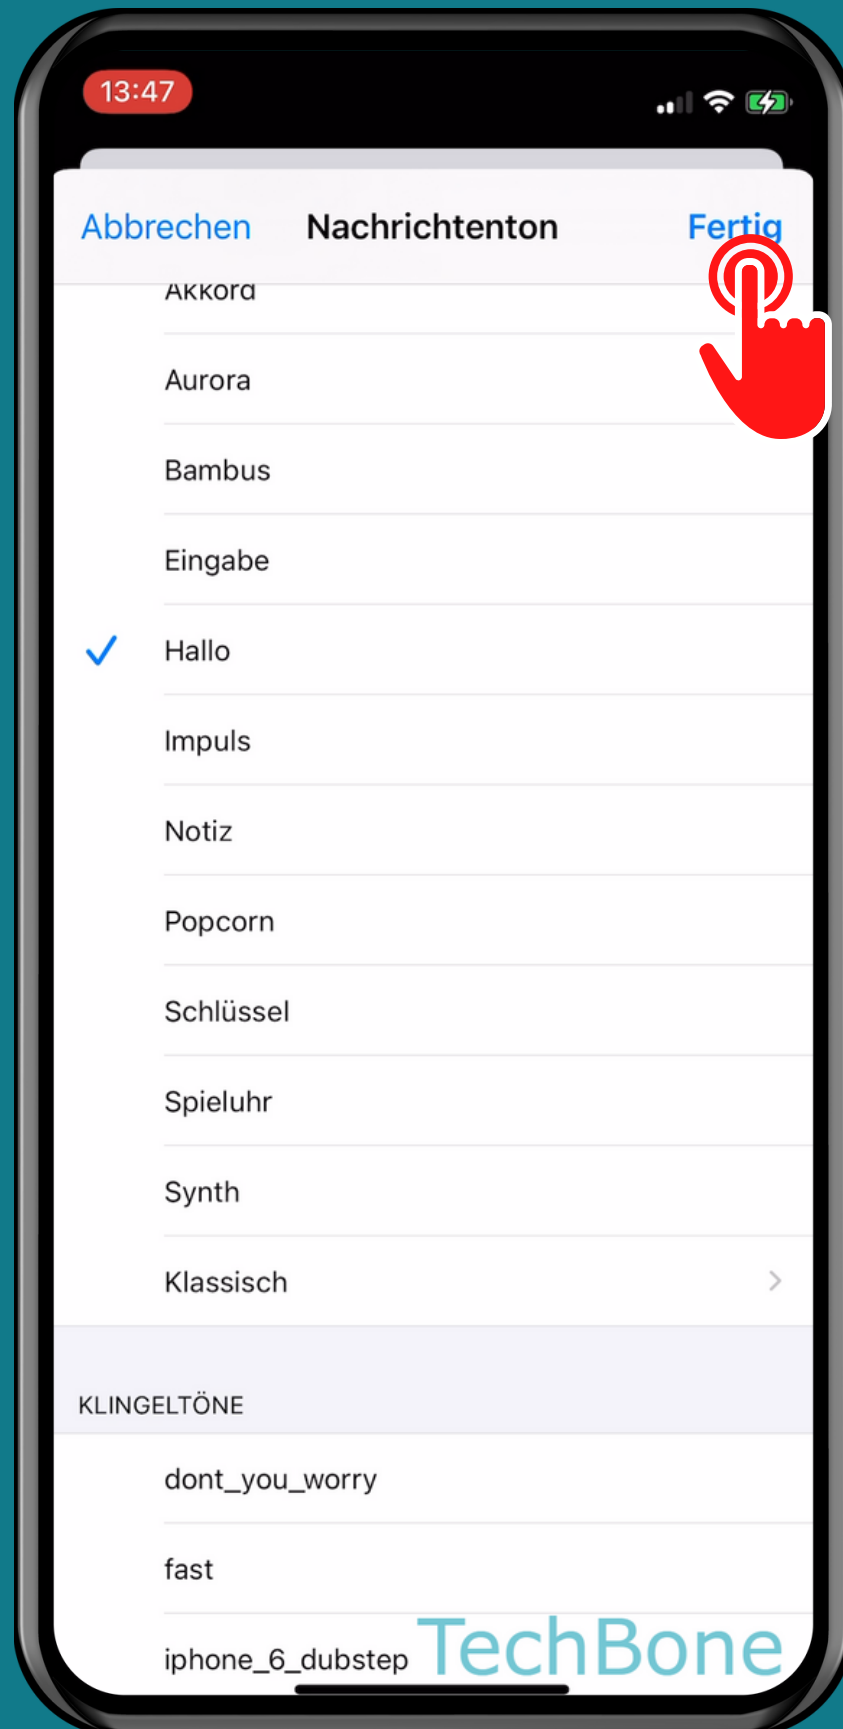 13:47
Abbrechen Nachrichtenton Fertig
Akkord
Aurora
Bambus
Eingabe
Hallo
Impuls
Notiz
Popcorn
Schlüssel
Spieluhr
Synth
Klassisch
KLINGELTÖNE
dont_you_worry
fast
iphone_6_dubstep
TechBone